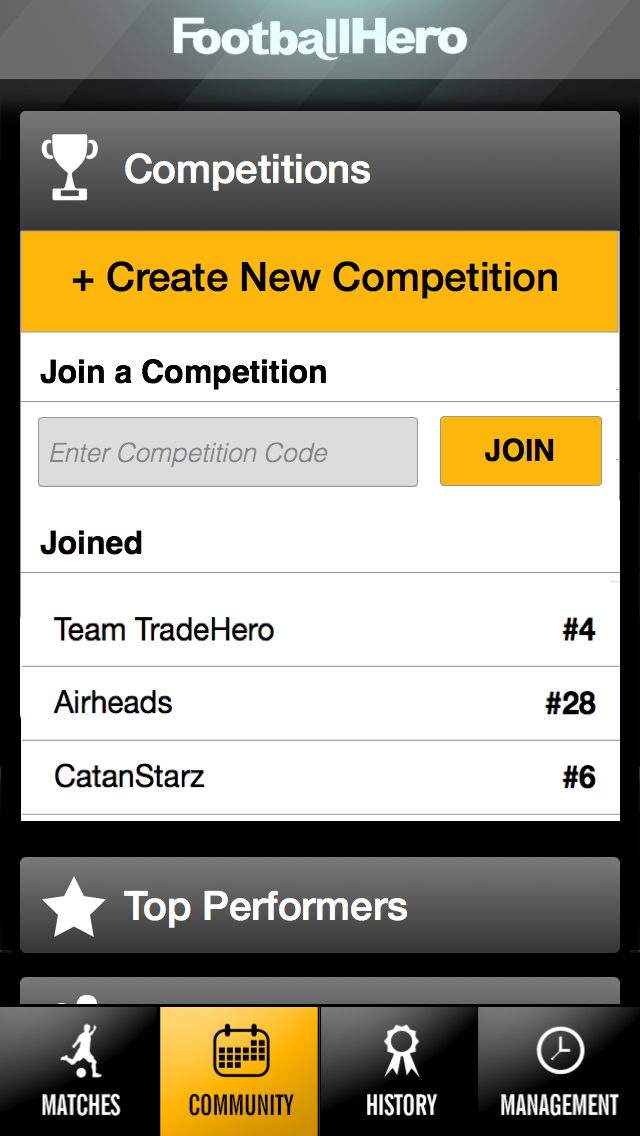 FootballHero
Competitions
+ Create New Competition
Join a Competition
Enter Competition Code
JOIN
Joined
Team TradeHero #4
Airheads #28
CatanStarz #6
Top Performers
MATCHES COMMUNITY HISTORY MANAGEMENT